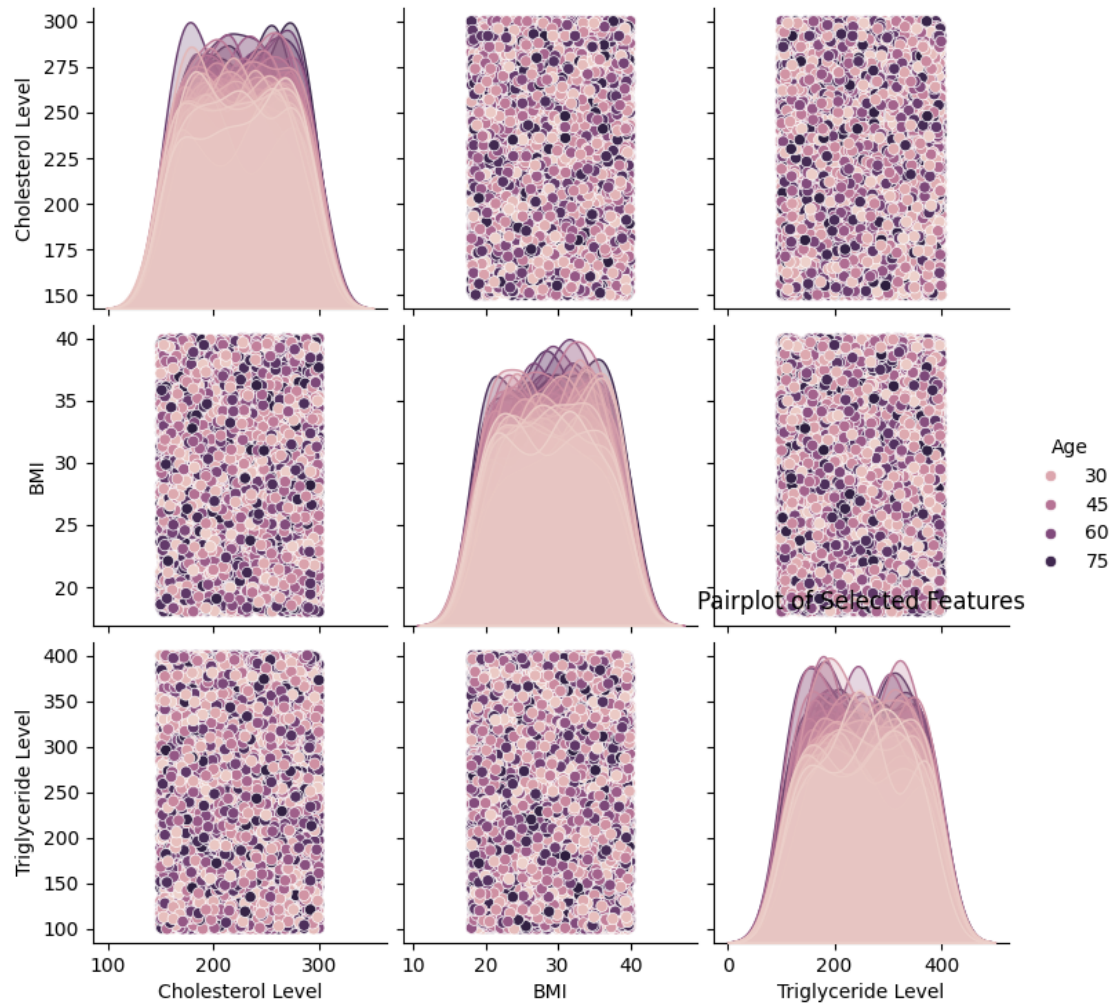 300
275
250
225
200
175
150
Cholesterol Level
40
35
30
25
20
BMI
Age
30
45
60
75
Pairplot of Selected Features
400
350
300
250
200
150
100
Triglyceride Level
100 200 300
10 20 30 40
0 200 400
Cholesterol Level
BMI
Triglyceride Level